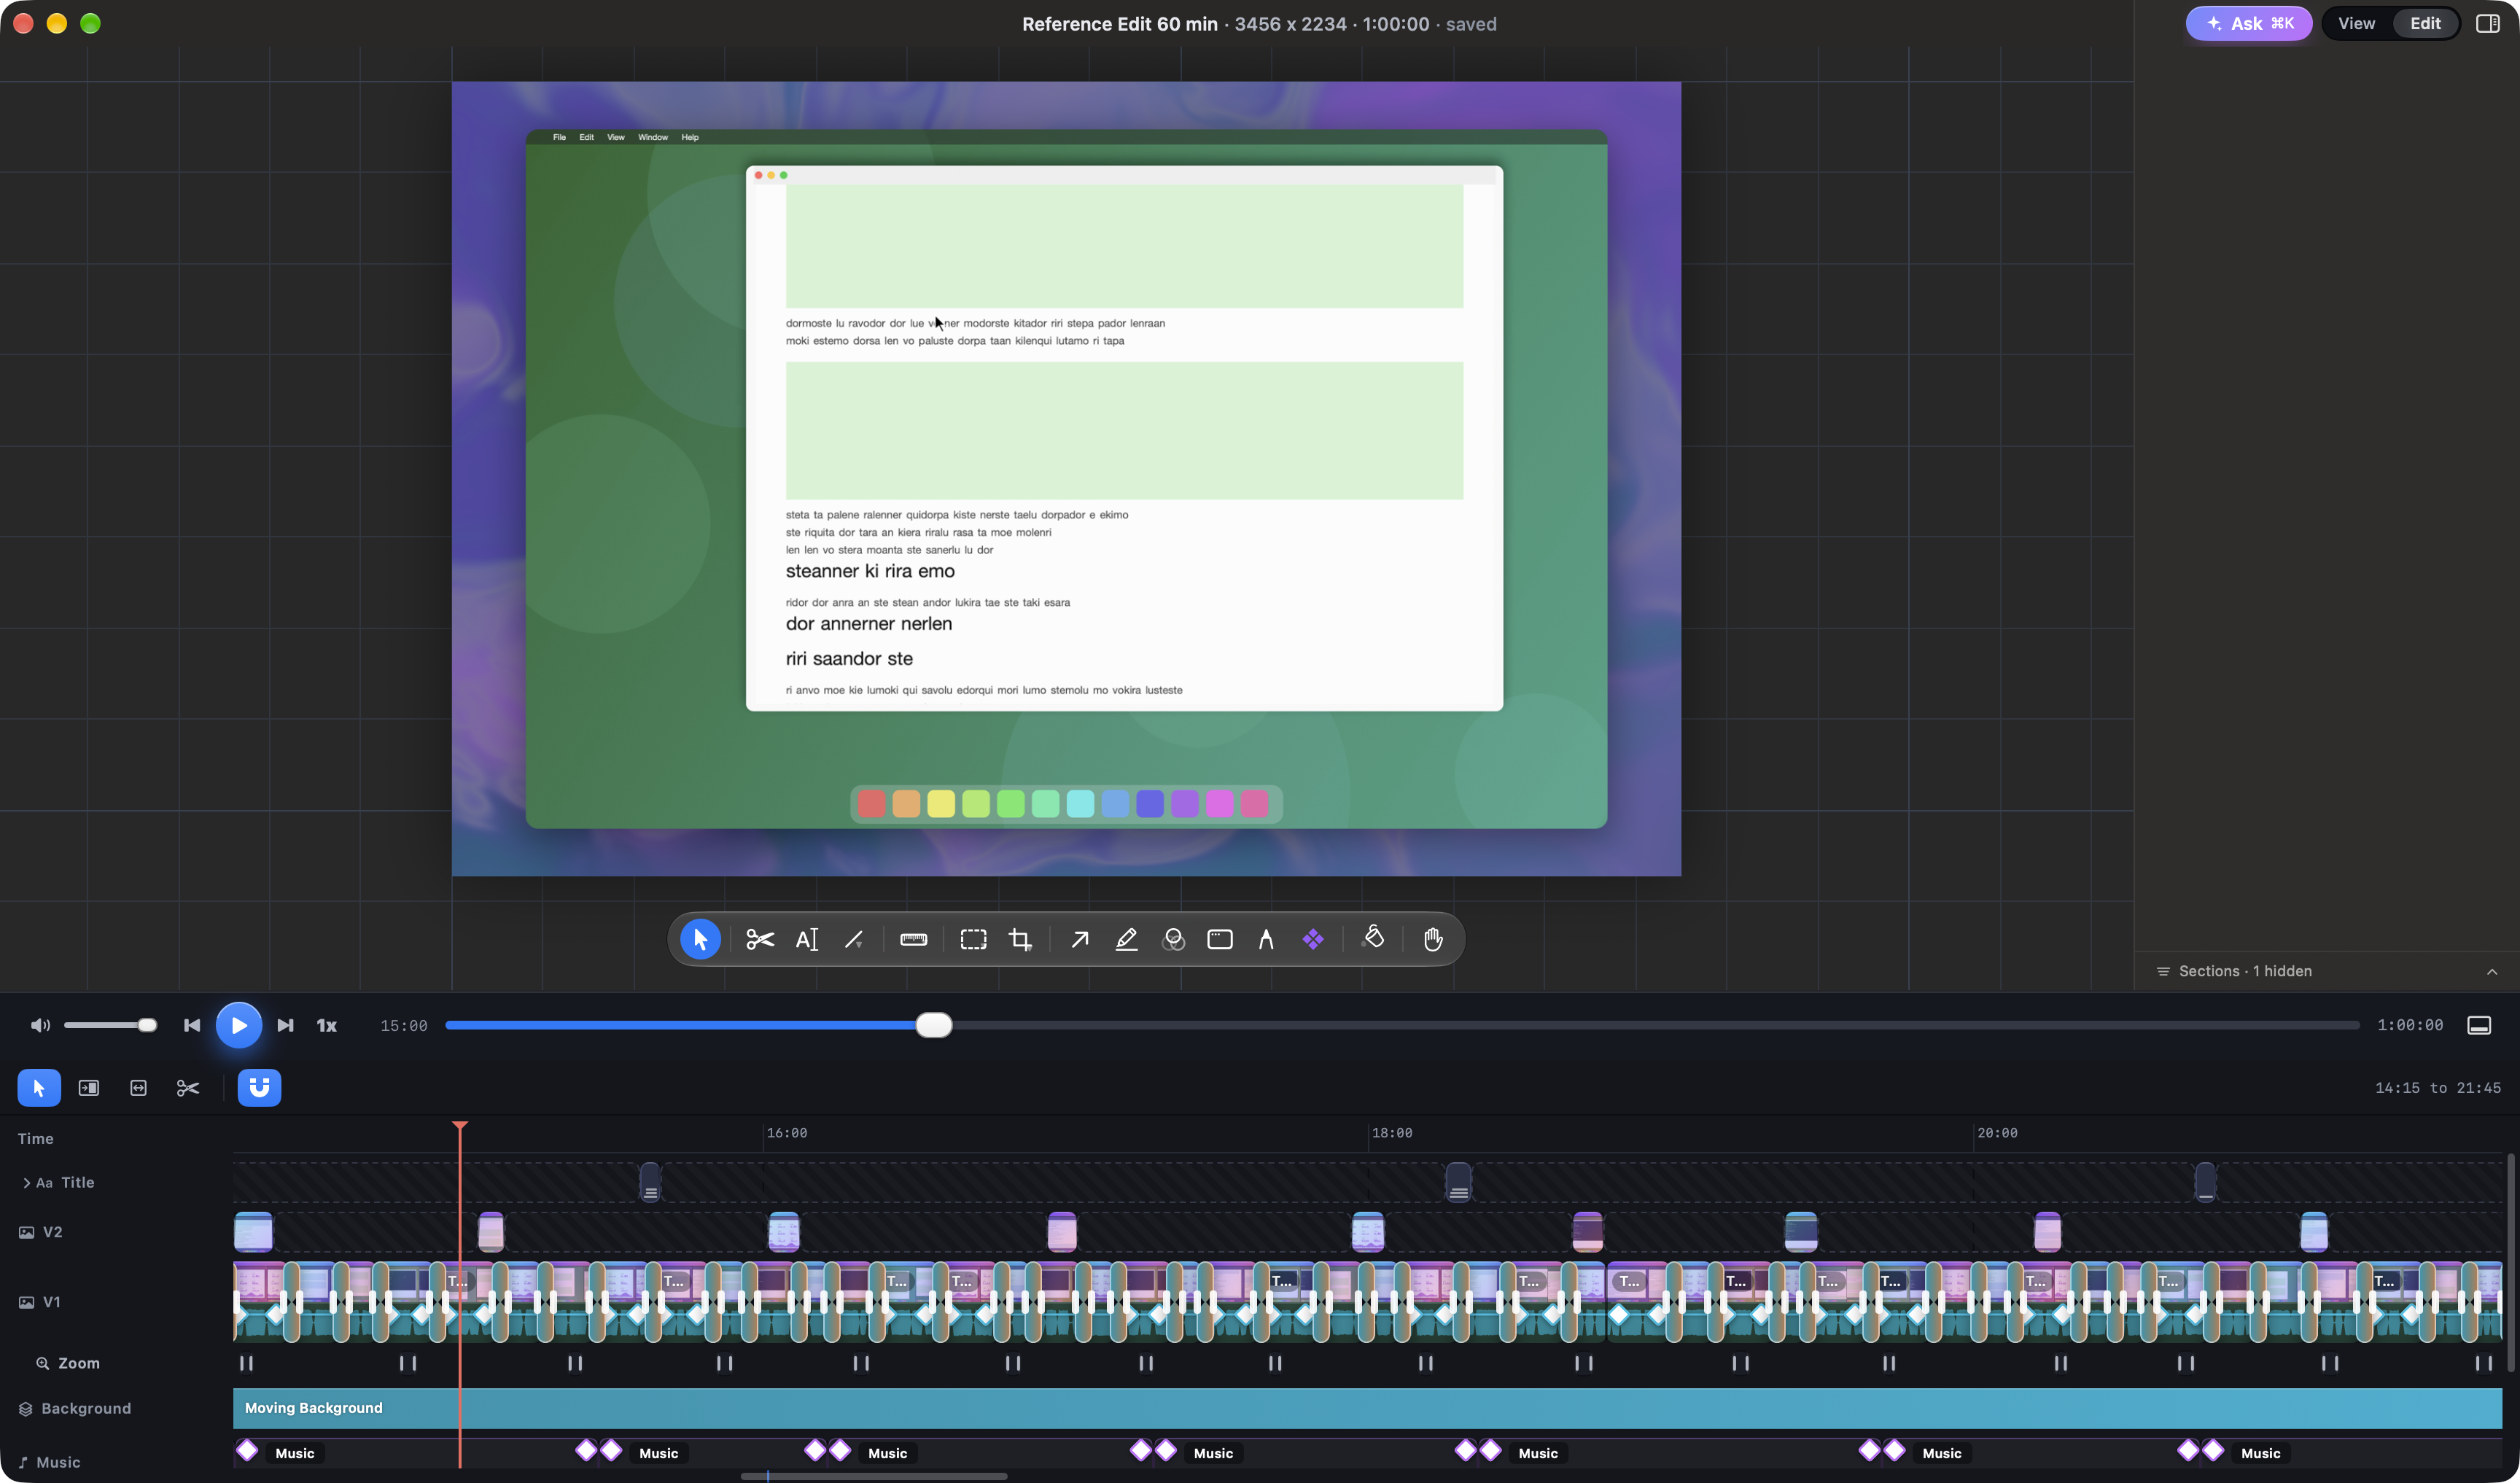 Reference Edit 60 min · 3456 x 2234 · 1:00:00 · saved
Ask ⌘K
View
Edit
File Edit View Window Help
dormoste lu ravodor dor lue ner modorste kitador riri stepa pador lenraan
moki estemo dorsa len vo paluste dorpa taan kilenqui lutamo ri tapa
steta ta palene ralenner quidorpa kiste nerste taelu dorpador e ekimo
ste riquita dor tara an kiera riralu rasa ta moe molenri
len len vo stera moanta ste sanerlu lu dor
steanner ki rira emo
ridor dor anra an ste stean andor lukira tae ste taki esara
dor annerner nerlen
riri saandor ste
ri anvo moe kie lumoki qui savolu edorqui mori lumo stemolu mo vokira lusteste
Sections · 1 hidden
1x
15:00
1:00:00
14:15 to 21:45
Time
16:00
18:00
20:00
Aa Title
V2
V1
T... T... T... T... T... T... T... T... T... T... T... T... T...
Zoom
Background
Moving Background
Music
Music Music Music Music Music Music Music